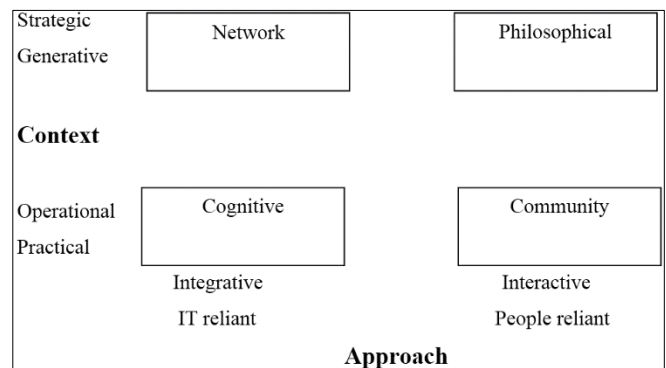 Strategic
Network
Philosophical
Generative
Context
Operational
Cognitive
Community
Practical
Integrative
Interactive
IT reliant
People reliant
Approach